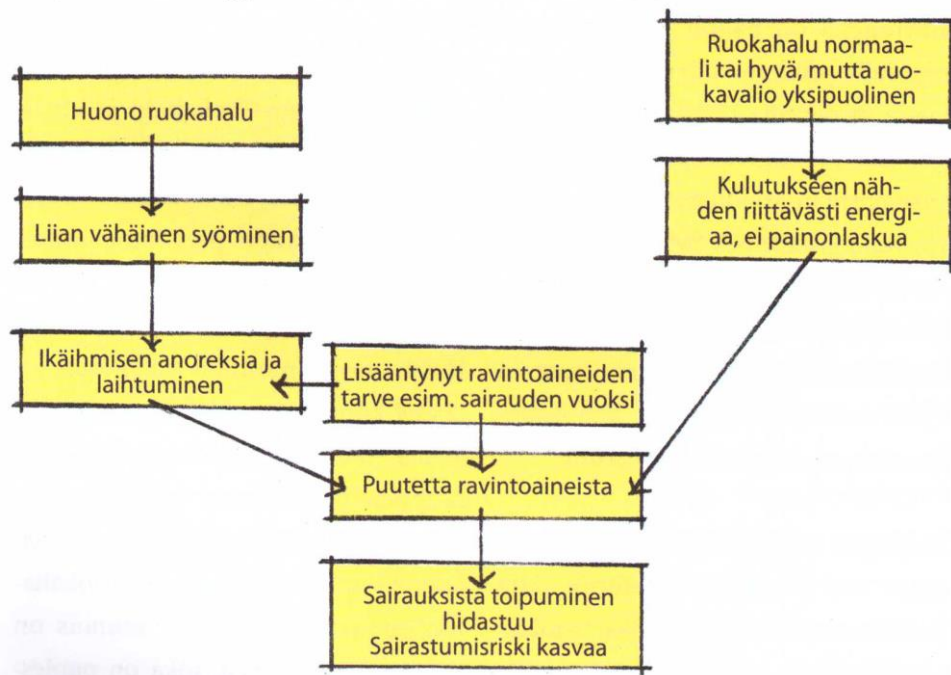 Huono ruokahalu
Liian vähäinen syöminen
Ikäihmisen anoreksia ja
laihtuminen
Ruokahalu normaa-
li tai hyvä, mutta ruo-
kavalio yksipuolinen
Kulutukseen näh-
den riittävästi energi-
aa, ei painonlaskua
Lisääntynyt ravintoaineiden
tarve esim. sairauden vuoksi
Puutetta ravintoaineista
Sairauksista toipuminen
hidastuu
Sairastumisriski kasvaa